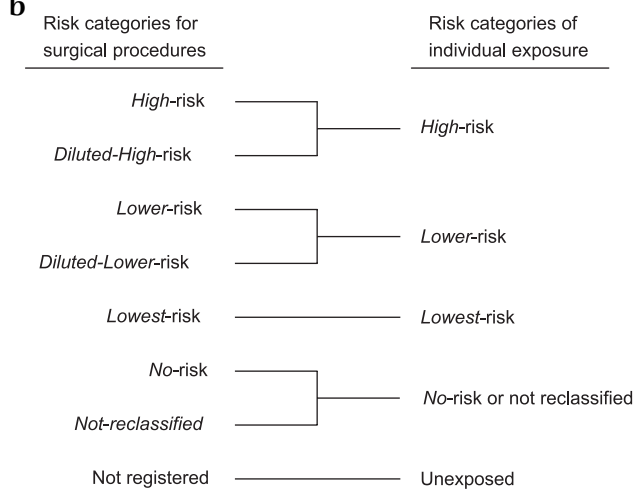 b
Risk categories for
surgical procedures
Risk categories of
individual exposure
High-risk
High-risk
Diluted-High-risk
Lower-risk
Lower-risk
Diluted-Lower-risk
Lowest-risk
Lowest-risk
No-risk
No-risk or not reclassified
Not-reclassified
Not registered
Unexposed